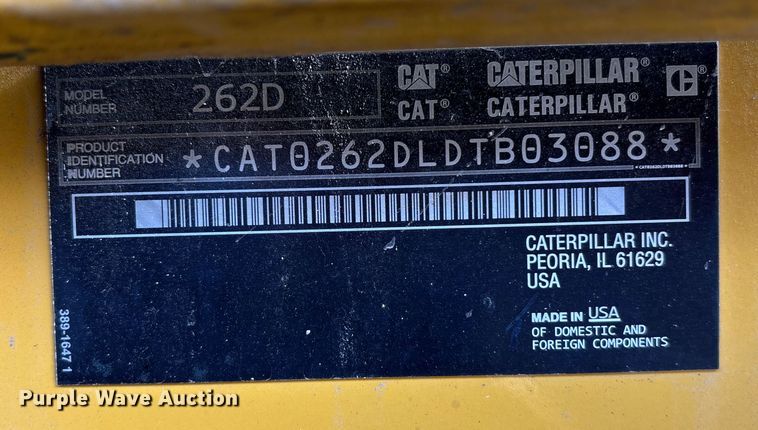 MODEL NUMBER 262D
CAT® CATERPILLAR® C®
CAT® CATERPILLAR®
PRODUCT IDENTIFICATION NUMBER *CAT0262DLDTB03088*
*CAT0262DLDTB03088*
CATERPILLAR INC.
PEORIA, IL 61629
USA
MADE IN USA
OF DOMESTIC AND
FOREIGN COMPONENTS
389-1647 1
Purple Wave Auction